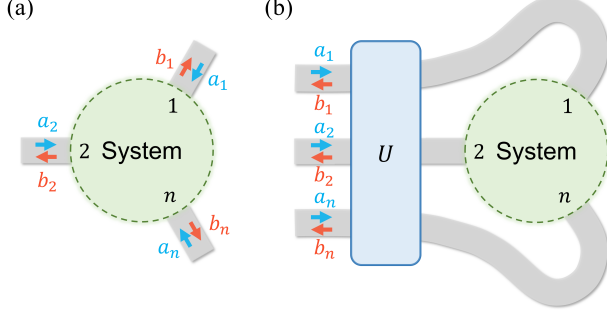 (a)
b₁
a₁
1
a₂
2 System
b₂
n
bₙ
aₙ
(b)
a₁
b₁
1
a₂
U
2 System
b₂
aₙ
n
bₙ